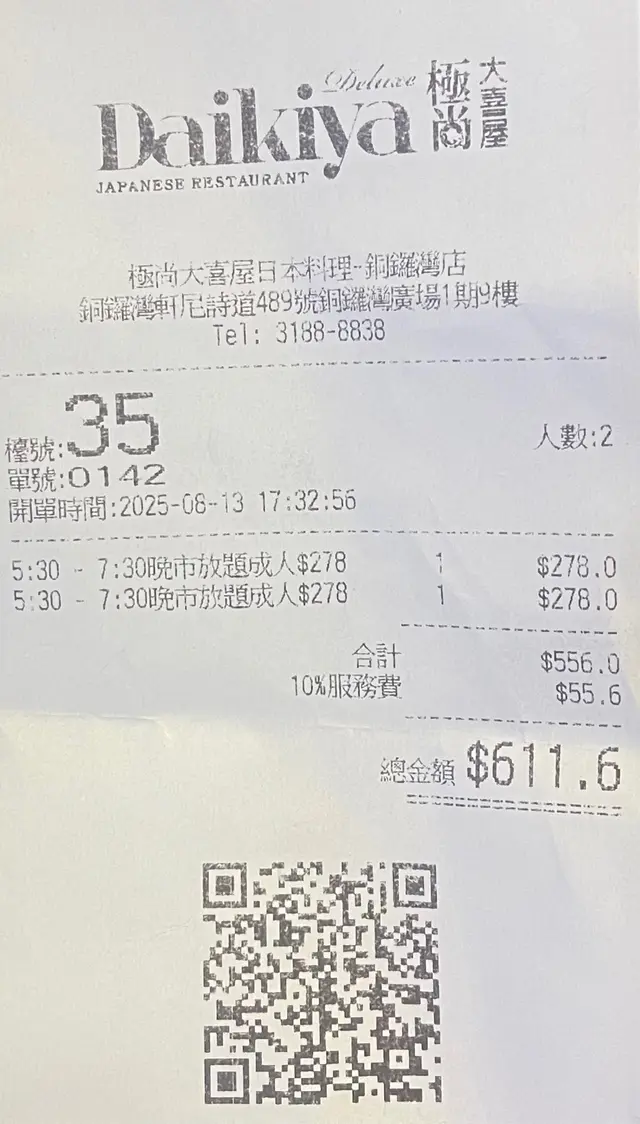 Deluxe
Daikiya 極尚大喜屋
JAPANESE RESTAURANT
極尚大喜屋日本料理-銅鑼灣店
銅鑼灣軒尼詩道489號銅鑼灣廣場1期9樓
Tel: 3188-8838
檯號:35 人數:2
單號:0142
開單時間:2025-08-13 17:32:56
5:30 - 7:30晚市放題成人$278 1 $278.0
5:30 - 7:30晚市放題成人$278 1 $278.0
合計 $556.0
10%服務費 $55.6
總金額 $611.6